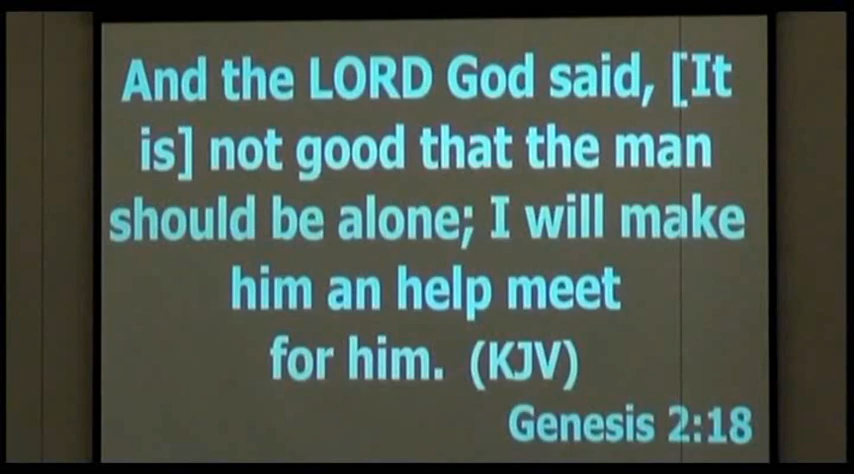 And the LORD God said, [It
is] not good that the man
should be alone; I will make
him an help meet
for him. (KJV)
Genesis 2:18